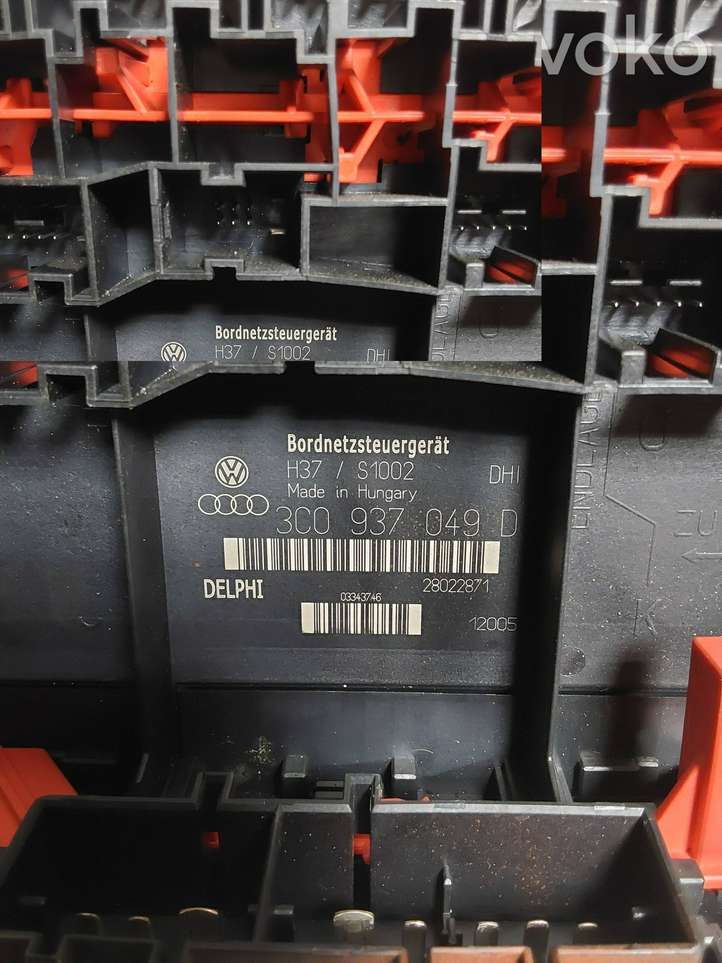 voko
Bordnetzsteuergerät
H37 / S1002 DHI
Bordnetzsteuergerät
H37 / S1002 DHI
Made in Hungary
3C0 937 049 D
DELPHI 28022871
03343746
12005
ENDLAGE
K